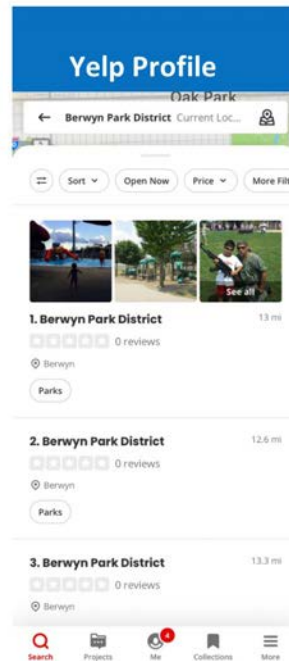 Yelp Profile
Oak Park
Berwyn Park District Current Loc...
Sort
Open Now
Price
More Filt
See all
1. Berwyn Park District 13 mi
0 reviews
Berwyn
Parks
2. Berwyn Park District 12.6 mi
0 reviews
Berwyn
Parks
3. Berwyn Park District 13.3 mi
0 reviews
Berwyn
4
Search Projects Me Collections More